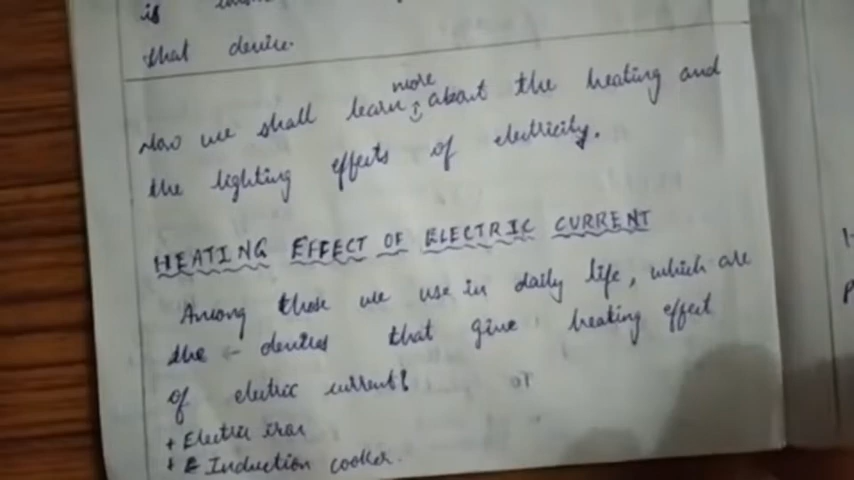 is
that device.
Now we shall learn more about the heating and
the lighting effects of electricity.
HEATING EFFECT OF ELECTRIC CURRENT
Among those we use in daily life, which are
the devices that give heating effect
of electric current?
+ Electric iron
+ Induction cooker.